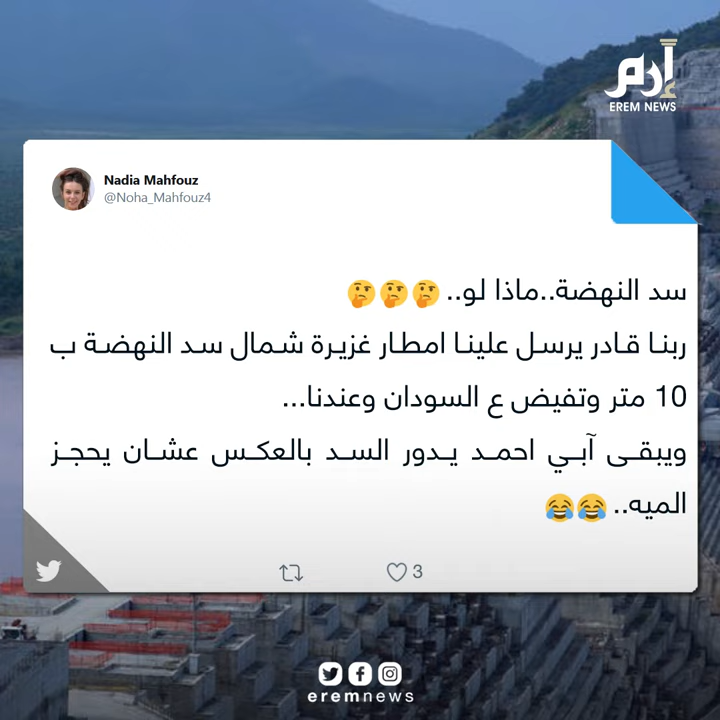 إرم
EREM NEWS
Nadia Mahfouz
@Noha_Mahfouz4
سد النهضة..ماذا لو.. 🤔🤔🤔
ربنا قادر يرسل علينا امطار غزيرة شمال سد النهضة ب
10 متر وتفيض ع السودان وعندنا...
ويبقى آبي احمد يدور السد بالعكس عشان يحجز
الميه.. 😂😂
3
eremnews